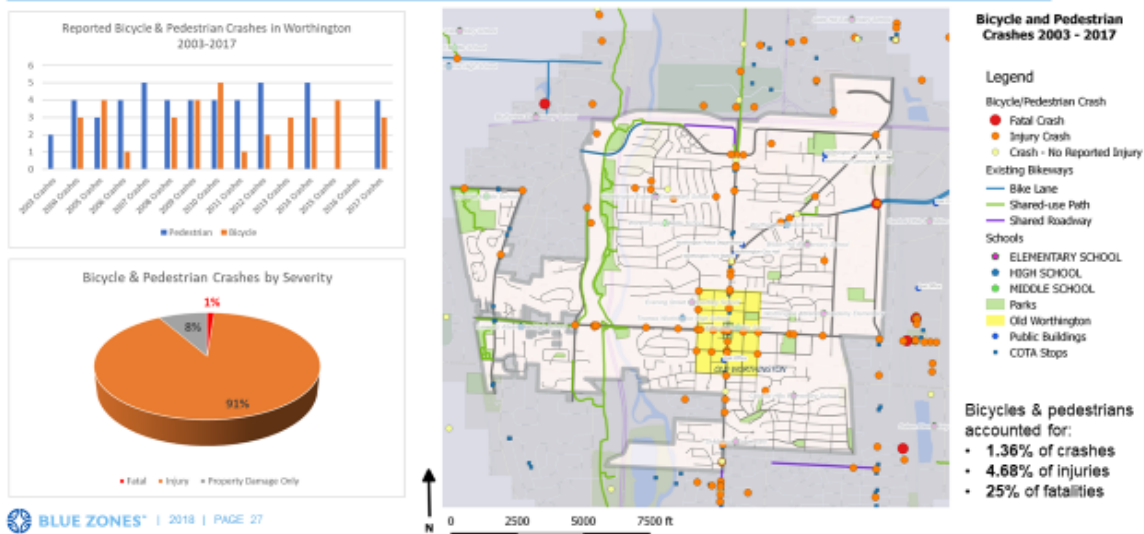 Reported Bicycle & Pedestrian Crashes in Worthington
2003-2017
6
5
4
3
2
1
0
2003 Crashes
2004 Crashes
2005 Crashes
2006 Crashes
2007 Crashes
2008 Crashes
2009 Crashes
2010 Crashes
2011 Crashes
2012 Crashes
2013 Crashes
2014 Crashes
2015 Crashes
2016 Crashes
2017 Crashes
Pedestrian Bicycle
Bicycle & Pedestrian Crashes by Severity
1%
8%
91%
Fatal Injury Property Damage Only
BLUE ZONES | 2018 | PAGE 27
OLD WORTHINGTON
N
0 2500 5000 7500 ft
Bicycle and Pedestrian
Crashes 2003 - 2017
Legend
Bicycle/Pedestrian Crash
Fatal Crash
Injury Crash
Crash - No Reported Injury
Existing Bikeways
Bike Lane
Shared-use Path
Shared Roadway
Schools
ELEMENTARY SCHOOL
HIGH SCHOOL
MIDDLE SCHOOL
Parks
Old Worthington
Public Buildings
COTA Stops
Bicycles & pedestrians
accounted for:
• 1.36% of crashes
• 4.68% of injuries
• 25% of fatalities